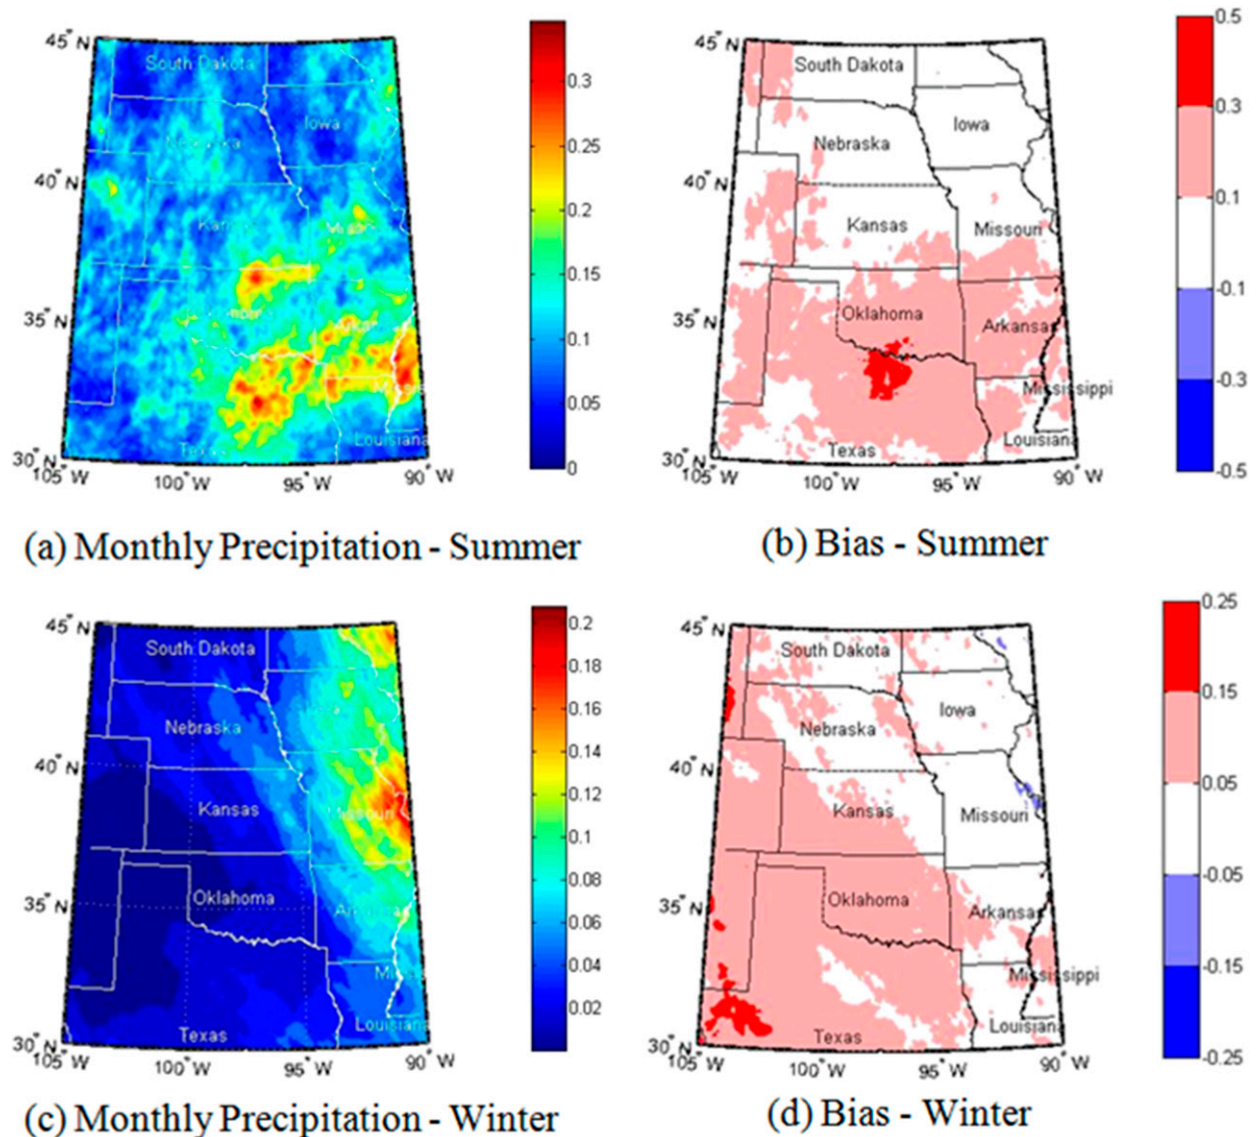 45° N
40° N
35° N
30° N
105° W
100° W
95° W
90° W
South Dakota
Iowa
Texas
Louisiana
0.3
0.25
0.2
0.15
0.1
0.05
0
(a) Monthly Precipitation - Summer
45° N
40° N
35° N
30° N
105° W
100° W
95° W
90° W
South Dakota
Nebraska
Iowa
Kansas
Missouri
Oklahoma
Arkansas
Mississippi
Texas
Louisiana
0.5
0.3
0.1
-0.1
-0.3
-0.5
(b) Bias - Summer
45° N
40° N
35° N
30° N
105° W
100° W
95° W
90° W
South Dakota
Nebraska
Kansas
Missouri
Oklahoma
Arkansas
Texas
Louisiana
0.2
0.18
0.16
0.14
0.12
0.1
0.08
0.06
0.04
0.02
(c) Monthly Precipitation - Winter
45° N
40° N
35° N
30° N
105° W
100° W
95° W
90° W
South Dakota
Nebraska
Iowa
Kansas
Missouri
Oklahoma
Arkansas
Mississippi
Texas
Louisiana
0.25
0.15
0.05
-0.05
-0.15
-0.25
(d) Bias - Winter